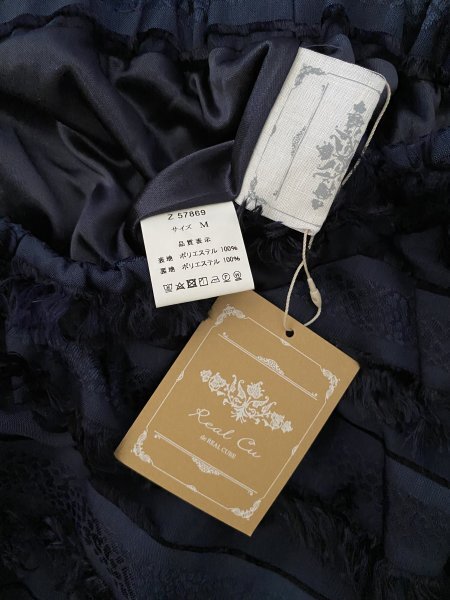 Z 57869
サイズ M
品質表示
表地 ポリエステル 100%
裏地 ポリエステル 100%
Real Cu
de REAL CUBE